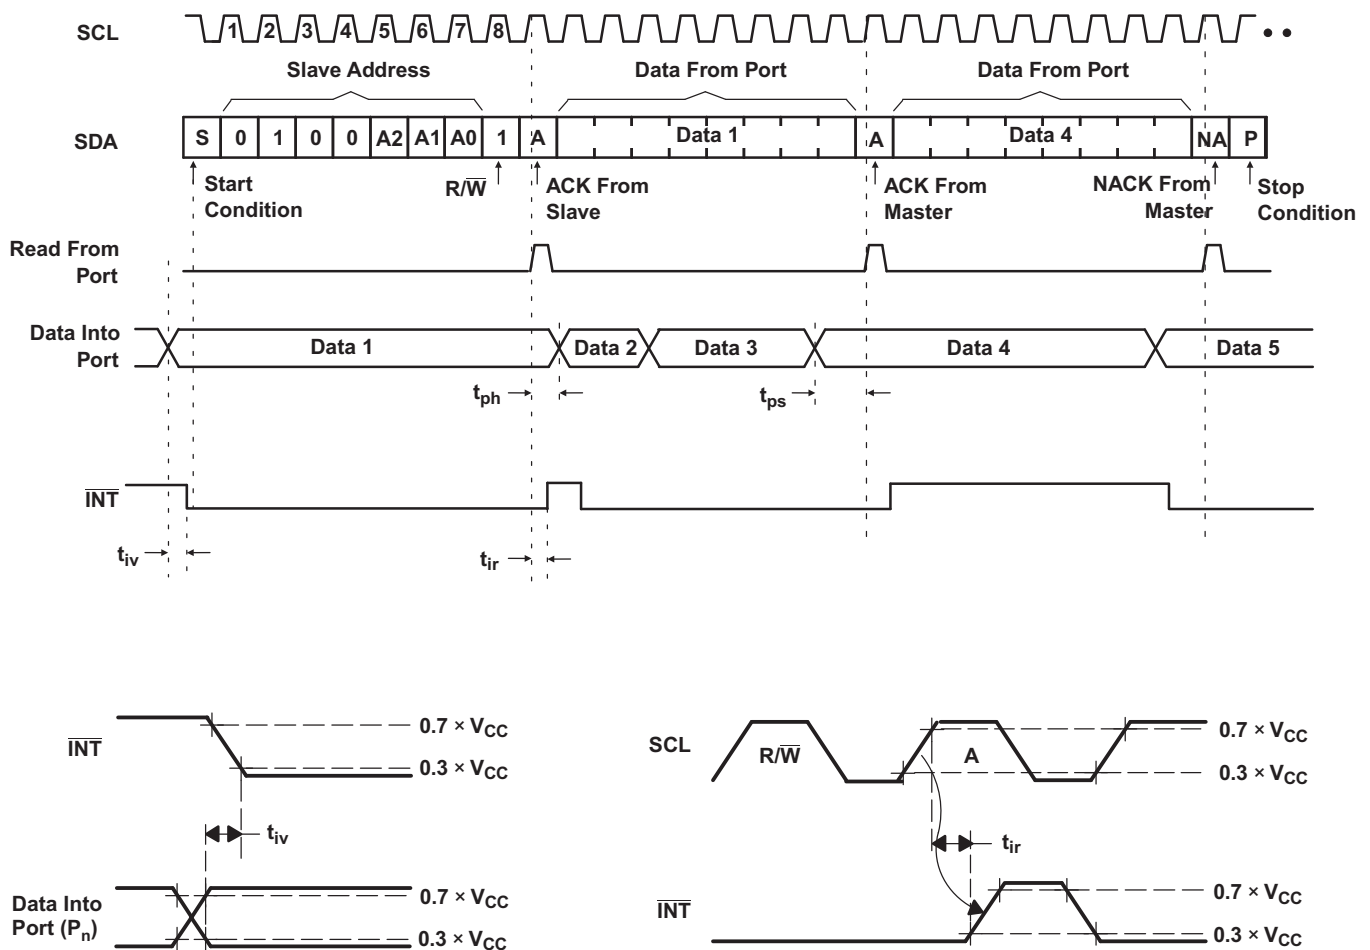 SCL 1 2 3 4 5 6 7 8
Slave Address Data From Port Data From Port
SDA S 0 1 0 0 A2 A1 A0 1 A Data 1 A Data 4 NA P
Start Condition
R/W̅
ACK From Slave
ACK From Master
NACK From Master
Stop Condition
Read From Port
Data Into Port Data 1 Data 2 Data 3 Data 4 Data 5
tph tps
I̅N̅T̅
tiv tir
I̅N̅T̅
0.7 × VCC
0.3 × VCC
tiv
Data Into Port (Pn)
0.7 × VCC
0.3 × VCC
SCL R/W̅ A
0.7 × VCC
0.3 × VCC
tir
I̅N̅T̅
0.7 × VCC
0.3 × VCC